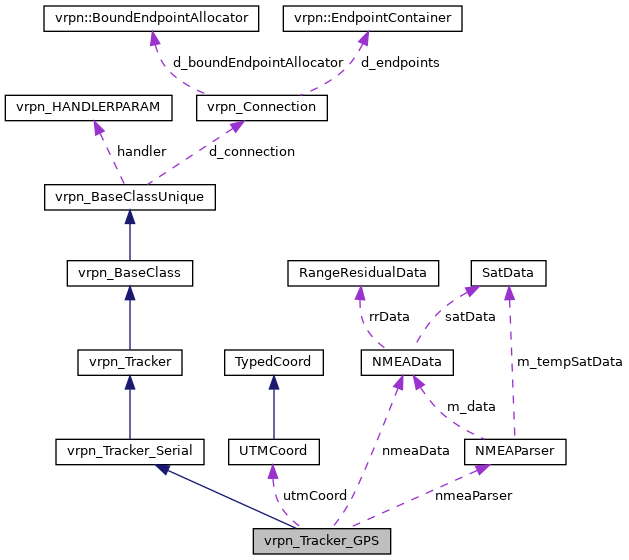 vrpn::BoundEndpointAllocator
vrpn::EndpointContainer
d_boundEndpointAllocator
d_endpoints
vrpn_HANDLERPARAM
vrpn_Connection
handler
d_connection
vrpn_BaseClassUnique
vrpn_BaseClass
RangeResidualData
SatData
rrData
satData
vrpn_Tracker
TypedCoord
NMEAData
m_tempSatData
m_data
vrpn_Tracker_Serial
UTMCoord
nmeaData
NMEAParser
utmCoord
nmeaParser
vrpn_Tracker_GPS